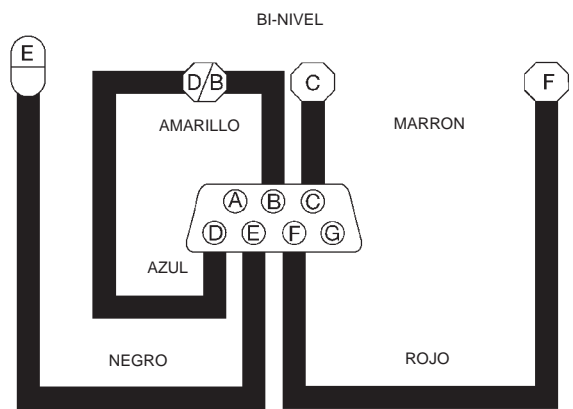 BI-NIVEL
E
D/B
C
F
AMARILLO
MARRON
A B C
D E F G
AZUL
NEGRO
ROJO